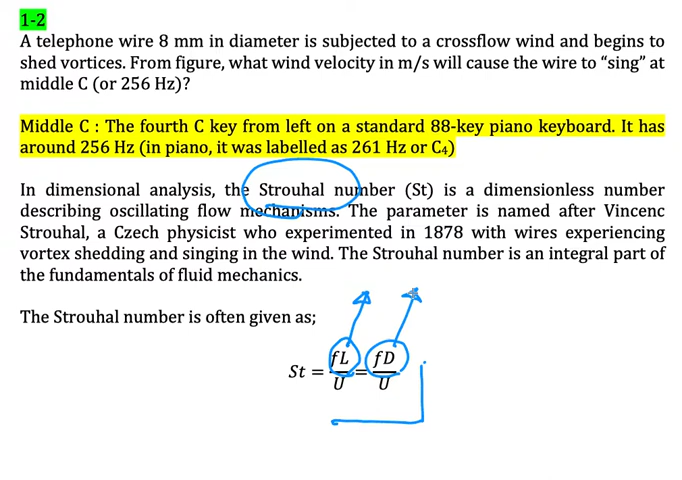 1-2
A telephone wire 8 mm in diameter is subjected to a crossflow wind and begins to
shed vortices. From figure, what wind velocity in m/s will cause the wire to “sing” at
middle C (or 256 Hz)?
Middle C : The fourth C key from left on a standard 88-key piano keyboard. It has
around 256 Hz (in piano, it was labelled as 261 Hz or C₄)
In dimensional analysis, the Strouhal number (St) is a dimensionless number
describing oscillating flow mechanisms. The parameter is named after Vincenc
Strouhal, a Czech physicist who experimented in 1878 with wires experiencing
vortex shedding and singing in the wind. The Strouhal number is an integral part of
the fundamentals of fluid mechanics.
The Strouhal number is often given as;
St = fL/U = fD/U